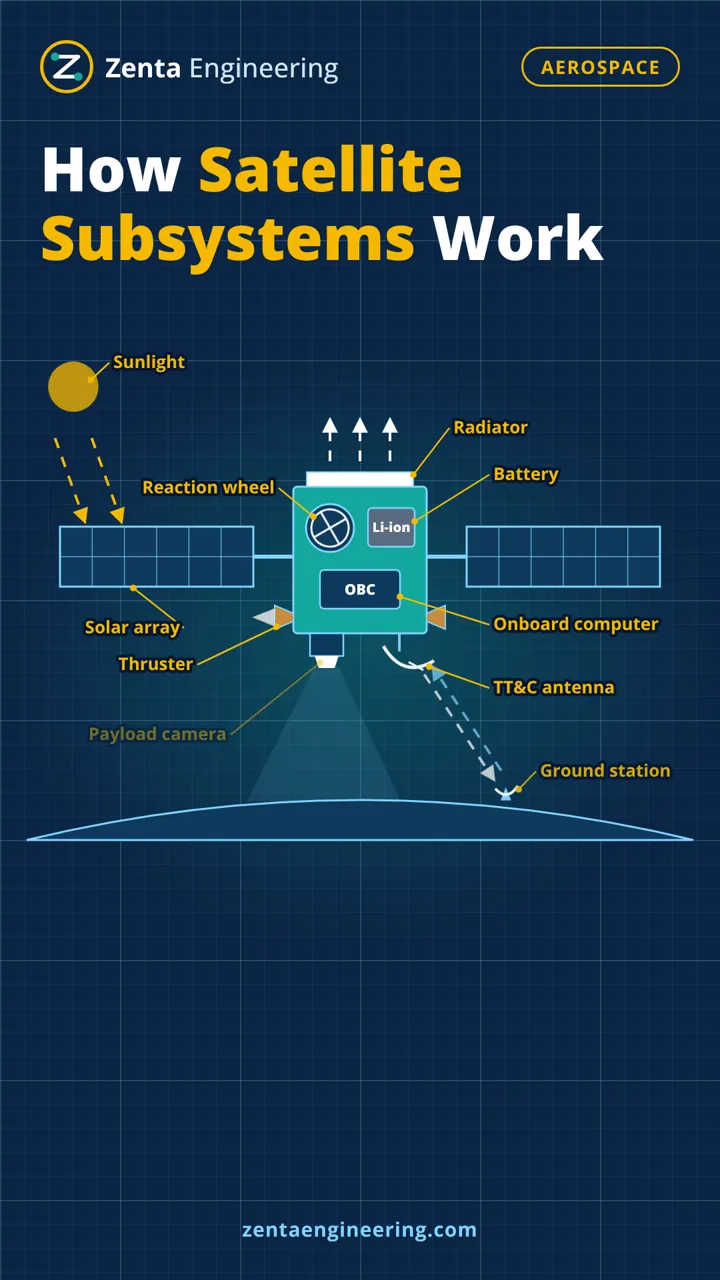 Zenta Engineering
AEROSPACE
How Satellite
Subsystems Work
Sunlight
Radiator
Battery
Reaction wheel
Li-ion
OBC
Solar array
Onboard computer
Thruster
TT&C antenna
Payload camera
Ground station
zentaengineering.com